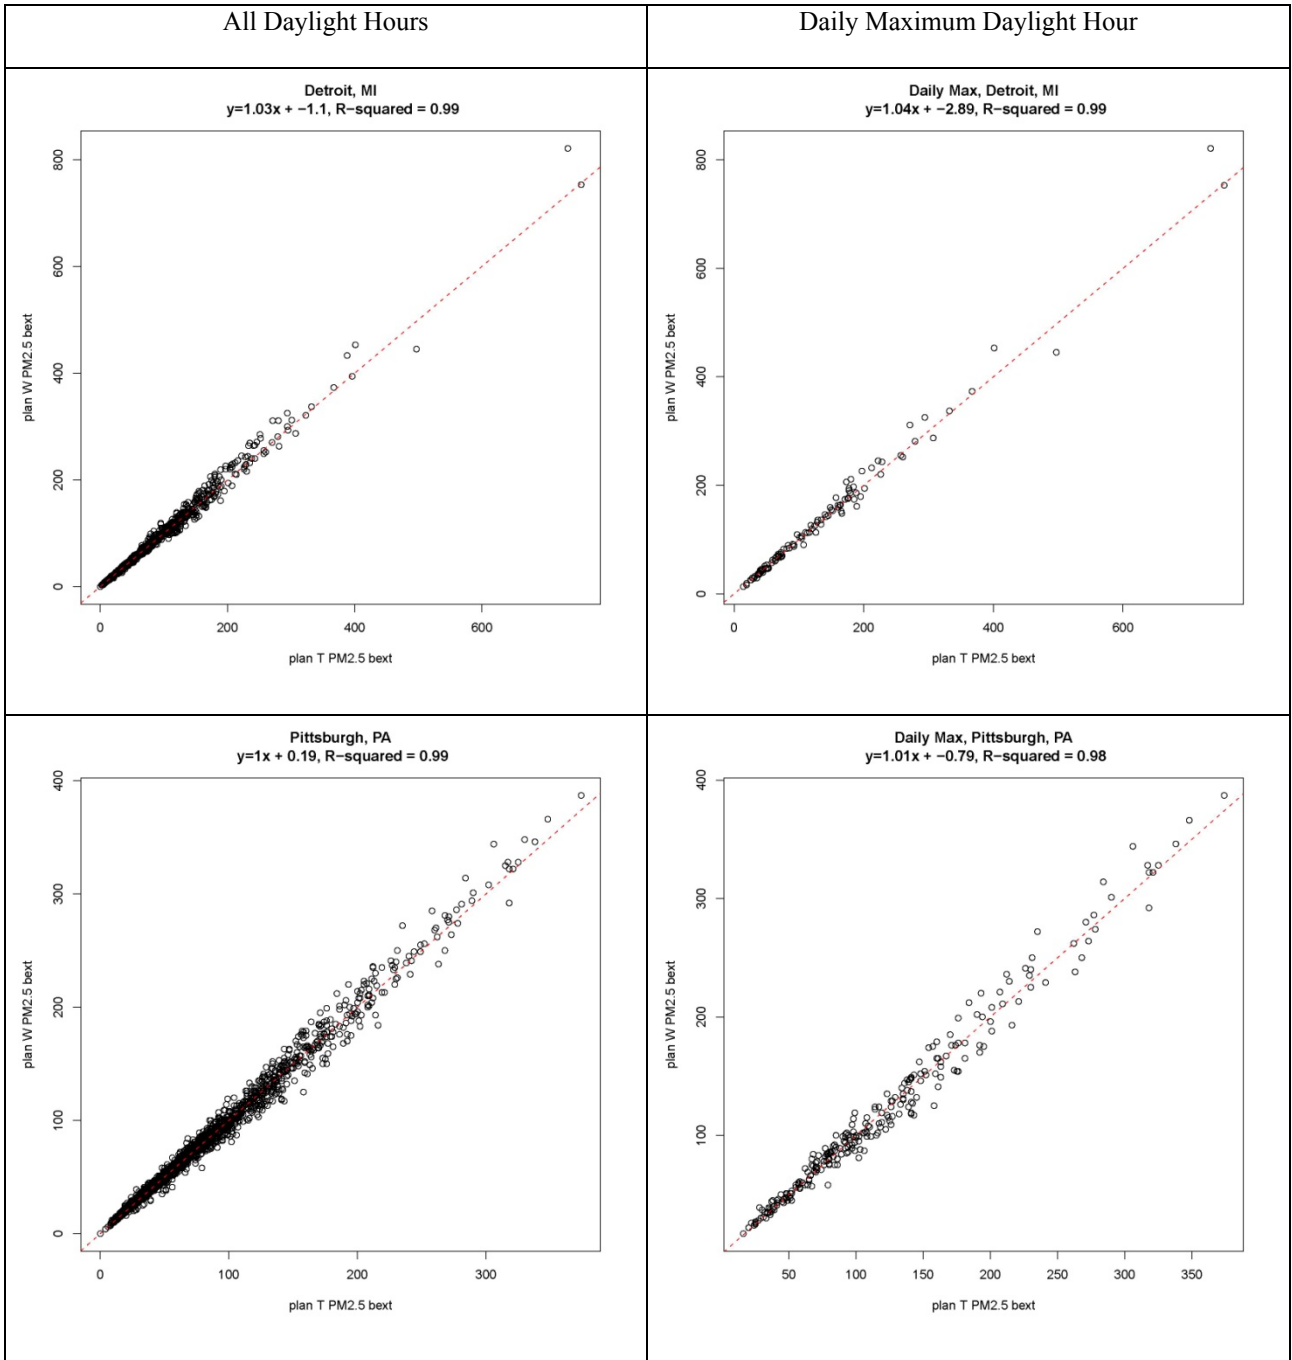 All Daylight Hours
Daily Maximum Daylight Hour
Detroit, MI
y=1.03x + −1.1, R−squared = 0.99
800
600
400
200
0
plan W PM2.5 bext
0 200 400 600
plan T PM2.5 bext
Daily Max, Detroit, MI
y=1.04x + −2.89, R−squared = 0.99
800
600
400
200
0
plan W PM2.5 bext
0 200 400 600
plan T PM2.5 bext
Pittsburgh, PA
y=1x + 0.19, R−squared = 0.99
400
300
200
100
0
plan W PM2.5 bext
0 100 200 300
plan T PM2.5 bext
Daily Max, Pittsburgh, PA
y=1.01x + −0.79, R−squared = 0.98
400
300
200
100
plan W PM2.5 bext
50 100 150 200 250 300 350
plan T PM2.5 bext